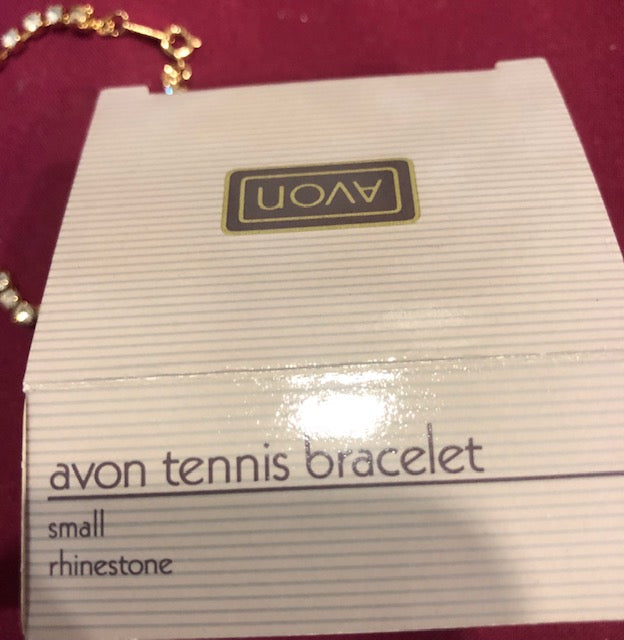 AVON
avon tennis bracelet
small
rhinestone